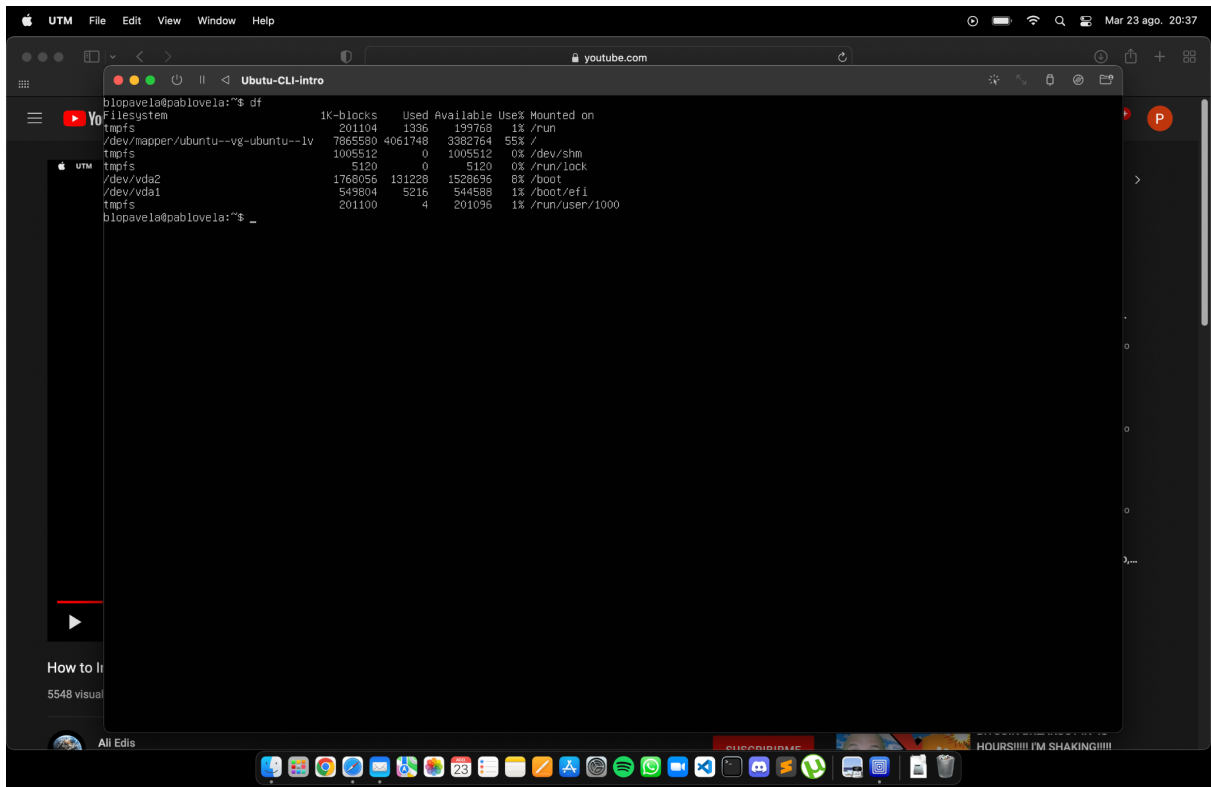 UTM File Edit View Window Help Mar 23 ago. 20:37
youtube.com
Ubutu-CLI-intro
blopavela@pablovela:~$ df
Filesystem 1K-blocks Used Available Use% Mounted on
tmpfs 201104 1336 199768 1% /run
/dev/mapper/ubuntu--vg-ubuntu--lv 7865580 4061748 3382764 55% /
tmpfs 1005512 0 1005512 0% /dev/shm
tmpfs 5120 0 5120 0% /run/lock
/dev/vda2 1768056 131228 1528696 8% /boot
/dev/vda1 549804 5216 544588 1% /boot/efi
tmpfs 201100 4 201096 1% /run/user/1000
blopavela@pablovela:~$ _
Yo
P
UTM
How to I
5548 visual
Ali Edis
SUSCRIBIRME
HOURS!!!!! I'M SHAKING!!!!!
23